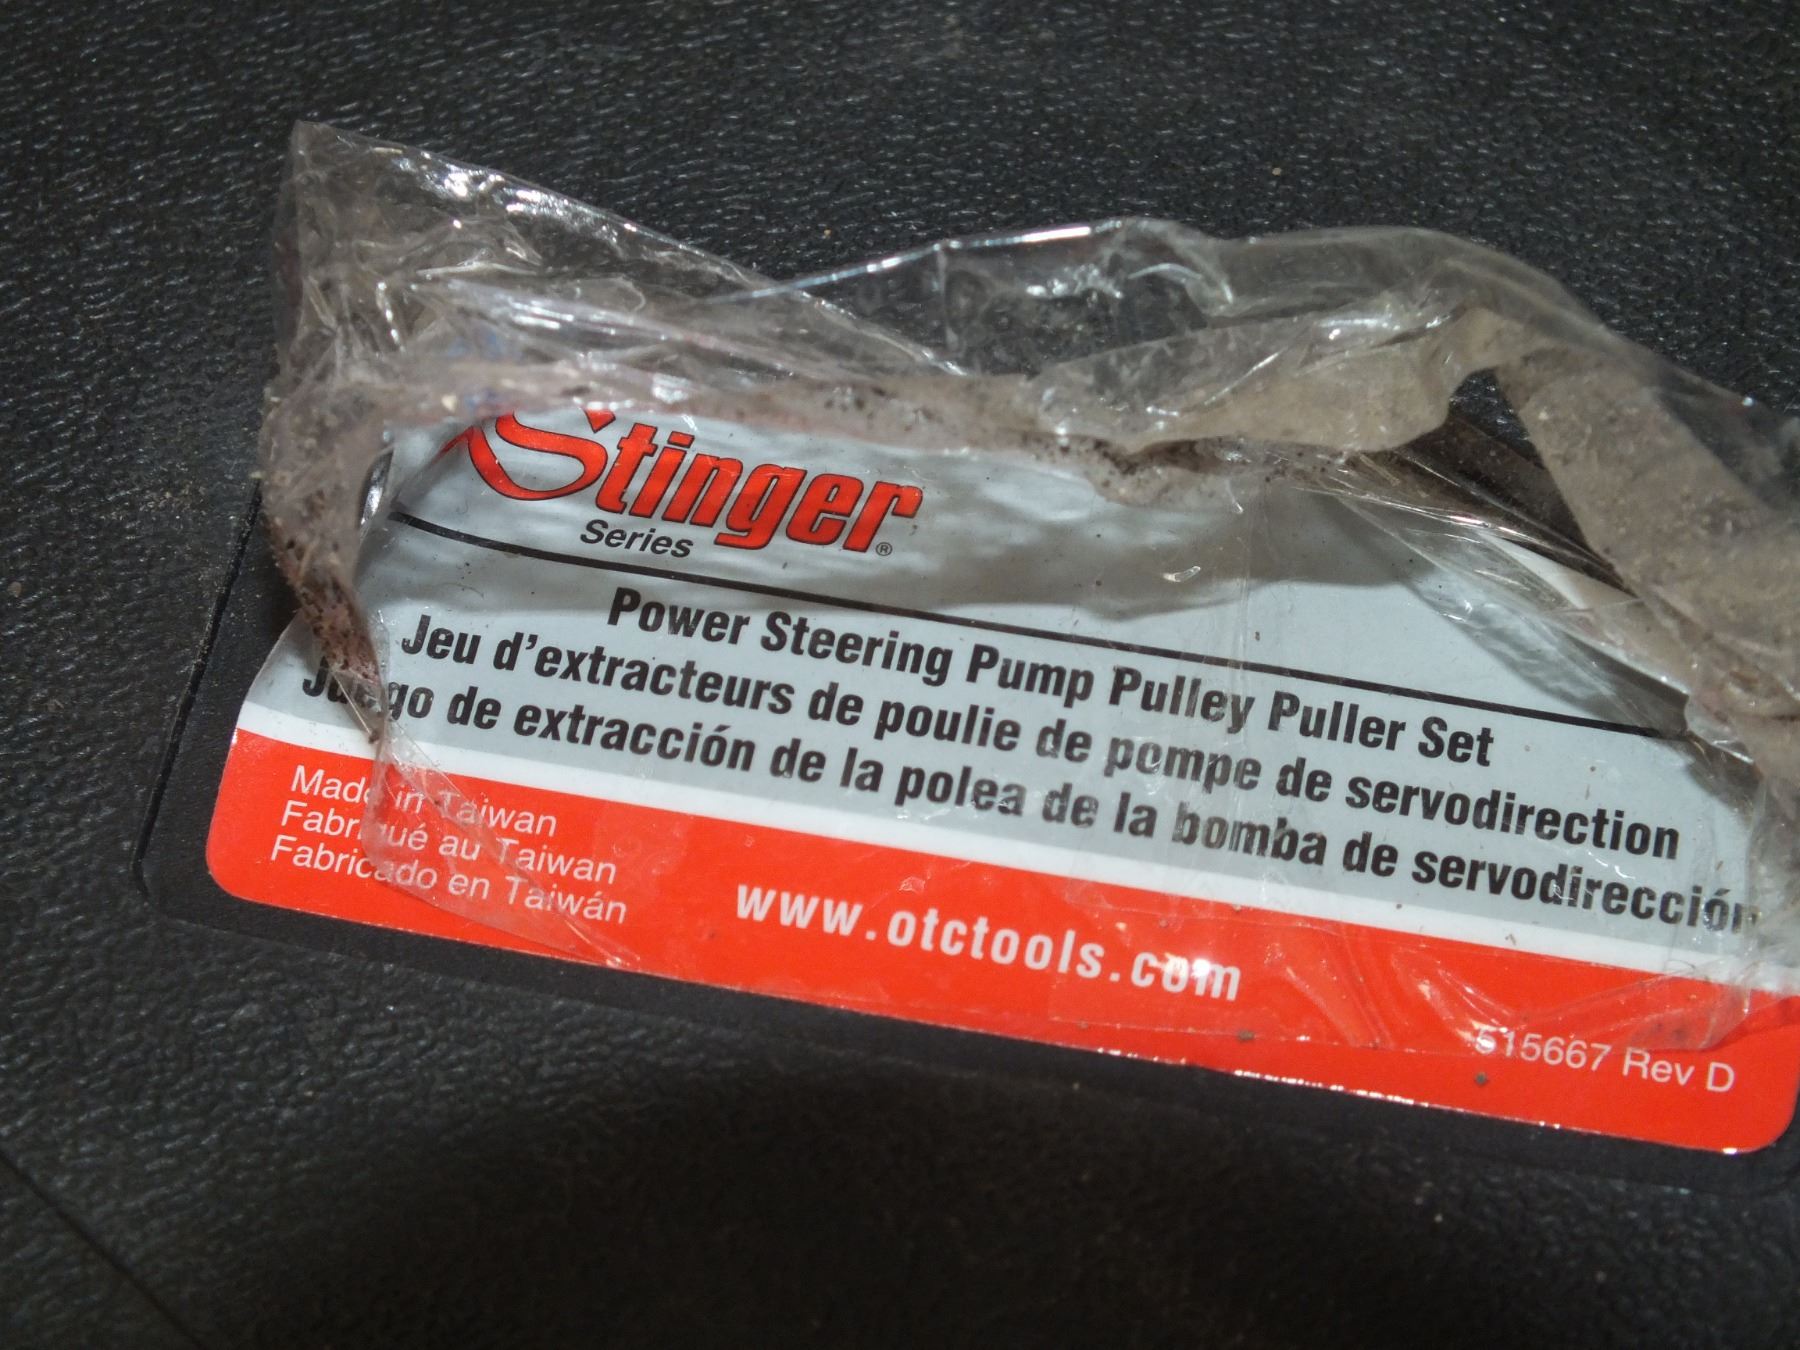 Stinger®
Series
Power Steering Pump Pulley Puller Set
Jeu d'extracteurs de poulie de pompe de servodirection
Juego de extracción de la polea de la bomba de servodirección
Made in Taiwan
Fabriqué au Taiwan
Fabricado en Taiwán
www.otctools.com
515667 Rev D